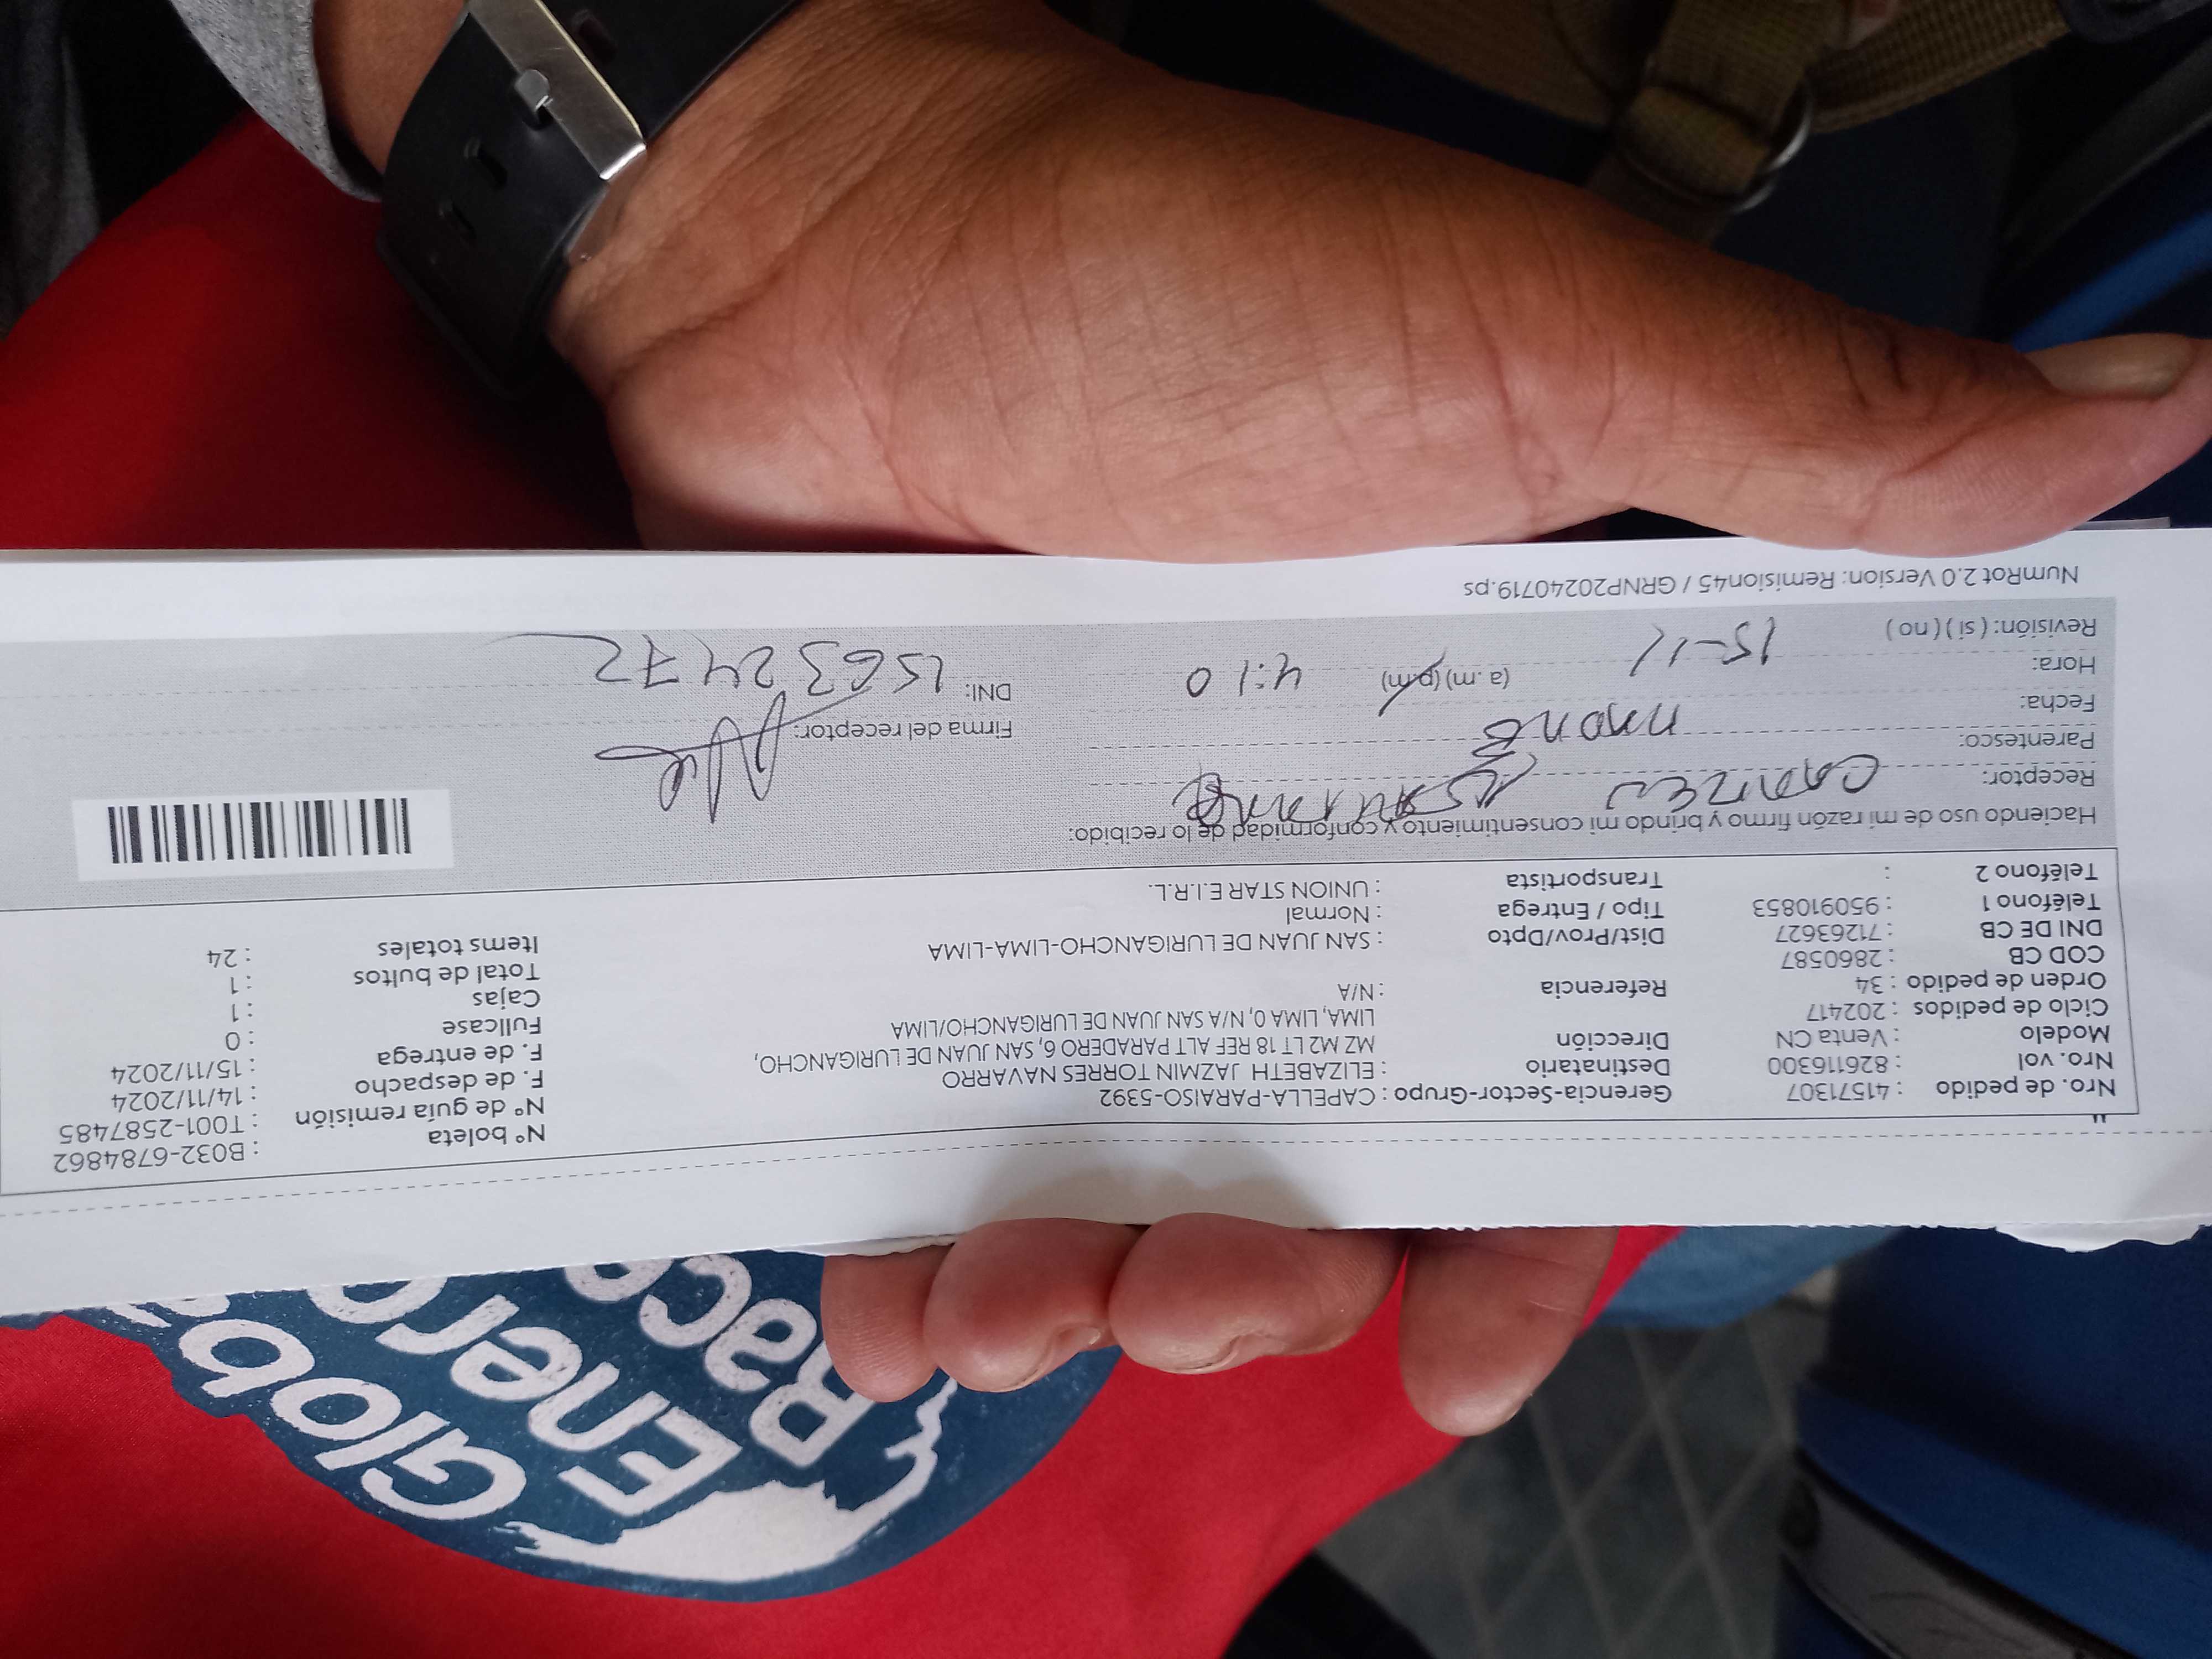 Nro. de pedido : 41571307
Nro. vol : 826116300
Modelo : Venta CN
Ciclo de pedidos : 202417
Orden de pedido : 34
COD CB : 2860587
DNI DE CB : 71263627
Teléfono 1 : 950910853
Teléfono 2 :
Gerencia-Sector-Grupo : CAPELLA-PARAISO-5392
Destinatario : ELIZABETH JAZMIN TORRES NAVARRO
Dirección MZ M2 LT 18 REF ALT PARADERO 6, SAN JUAN DE LURIGANCHO,
LIMA, LIMA 0, N/A SAN JUAN DE LURIGANCHO/LIMA
Referencia : N/A
Dist/Prov/Dpto : SAN JUAN DE LURIGANCHO-LIMA-LIMA
Tipo / Entrega : Normal
Transportista : UNION STAR E.I.R.L.
Nº boleta : B032-6784862
Nº de guía remisión : T001-2587485
F. de despacho : 14/11/2024
F. de entrega : 15/11/2024
Fullcase : 0
Cajas : 1
Total de bultos : 1
Items totales : 24
Haciendo uso de mi razón firmo y brindo mi consentimiento y conformidad de lo recibido:
Receptor:
Parentesco:
Fecha:
Hora: (a. m) (p.m) 4:10
Revisión: ( si ) ( no ) 15-11
Firma del receptor:
DNI: 15632472
NumRot 2.0 Version: Remision45 / GRNP20240719.ps
Glob
Ener
Race